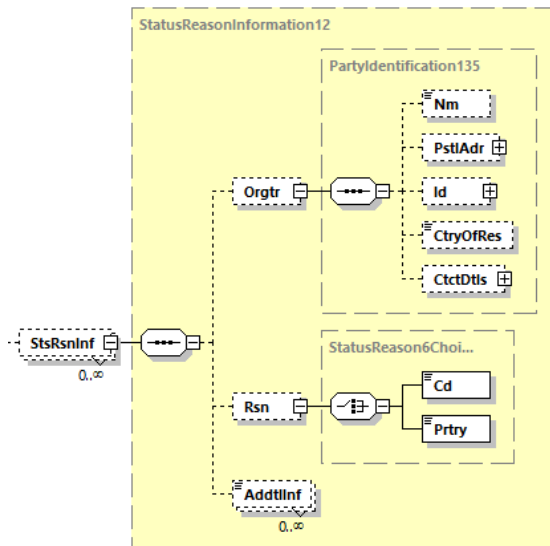 StatusReasonInformation12
PartyIdentification135
Nm
PstlAdr
Orgtr
Id
CtryOfRes
CtctDtls
StsRsnInf
0..∞
StatusReason6Choi...
Cd
Rsn
Prtry
AddtlInf
0..∞